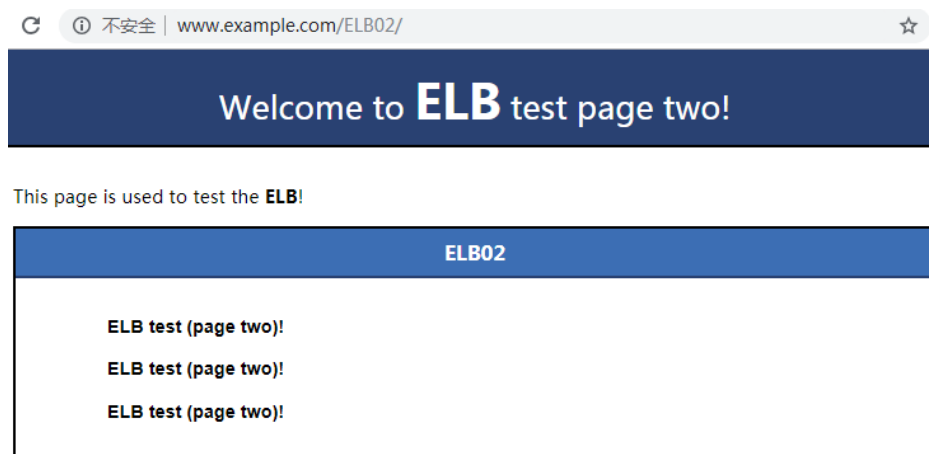 不安全 | www.example.com/ELB02/
Welcome to ELB test page two!
This page is used to test the ELB!
ELB02
ELB test (page two)!
ELB test (page two)!
ELB test (page two)!